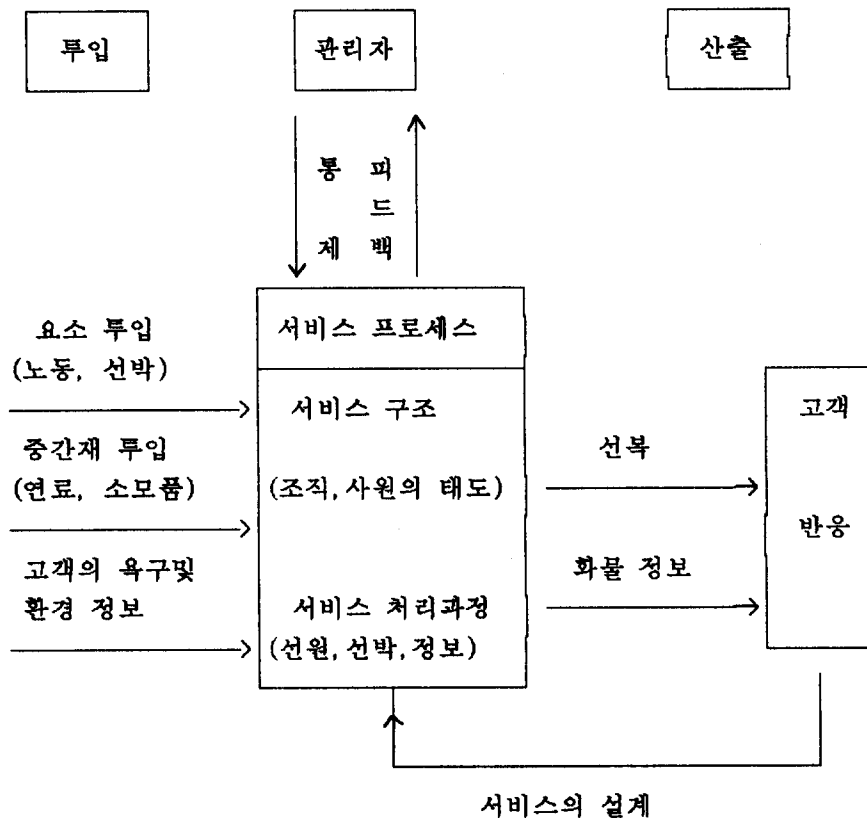 투입
관리자
산출
통 피
드
제 백
요소 투입
(노동, 선박)
중간재 투입
(연료, 소모품)
고객의 욕구및
환경 정보
서비스 프로세스
서비스 구조
(조직,사원의 태도)
서비스 처리과정
(선원,선박,정보)
선복
화물 정보
고객
반응
서비스의 설계